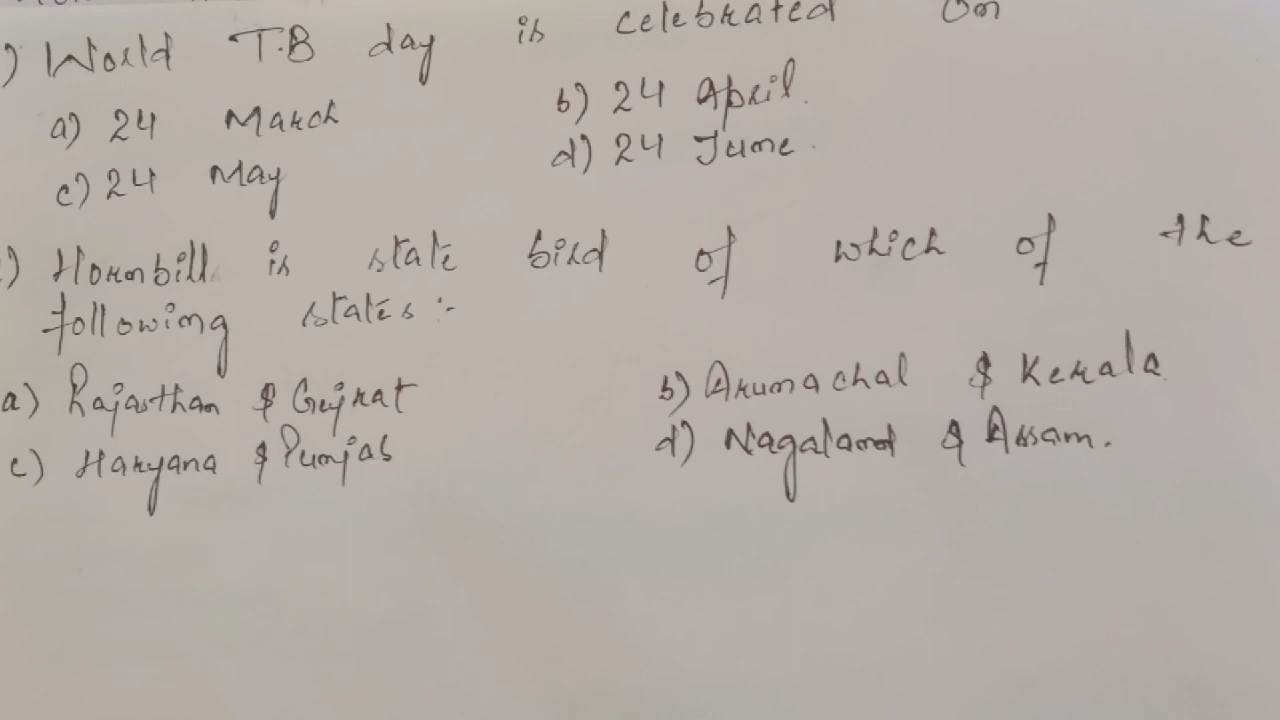 ) World T.B day is celebrated on
a) 24 March b) 24 April.
c) 24 May d) 24 June.
) Hornbill is state bird of which of the
following states :-
a) Rajasthan & Gujrat b) Arunachal & Kerala
c) Haryana & Punjab d) Nagaland & Assam.